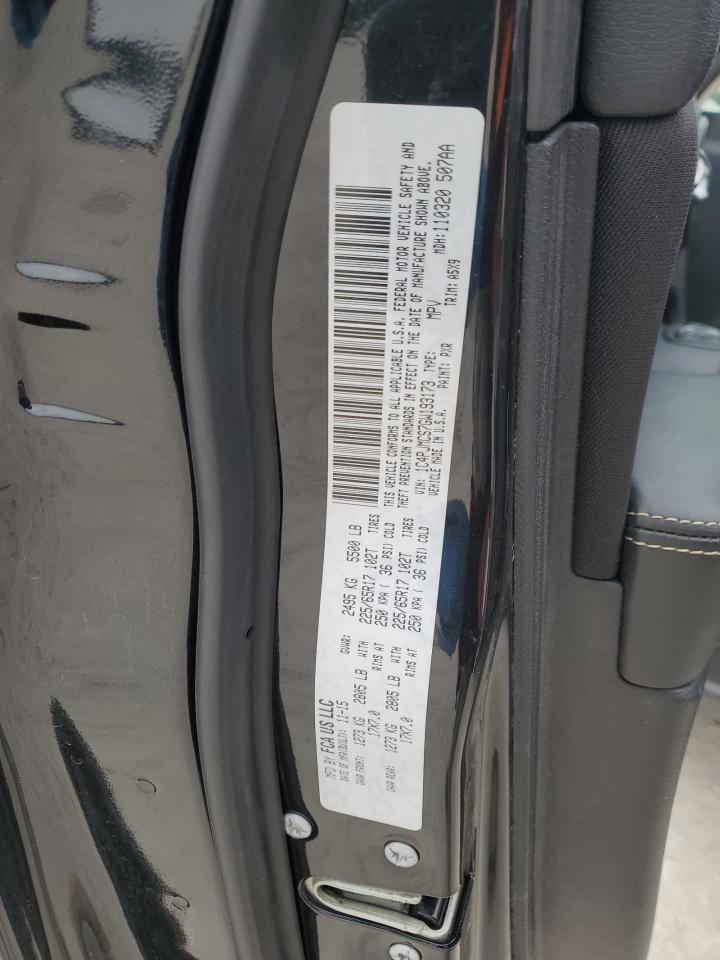 MFD BY FCA US LLC
DATE OF MFR(BUILT): 11-15 GVWR: 2495 KG 5500 LB
GAWR FRONT: 1273 KG 2805 LB WITH 225/65R17 102T TIRES
17X7.0 RIMS AT 250 KPA ( 36 PSI) COLD
GAWR REAR: 1273 KG 2805 LB WITH 225/65R17 102T TIRES
17X7.0 RIMS AT 250 KPA ( 36 PSI) COLD
THIS VEHICLE CONFORMS TO ALL APPLICABLE U.S.A. FEDERAL MOTOR VEHICLE SAFETY AND
THEFT PREVENTION STANDARDS IN EFFECT ON THE DATE OF MANUFACTURE SHOWN ABOVE.
VIN: 1C4PJMCS7GW193173 TYPE: MPV MDH:110320 507AA
VEHICLE MADE IN U.S.A. PAINT: PXR TRIM: A5X9